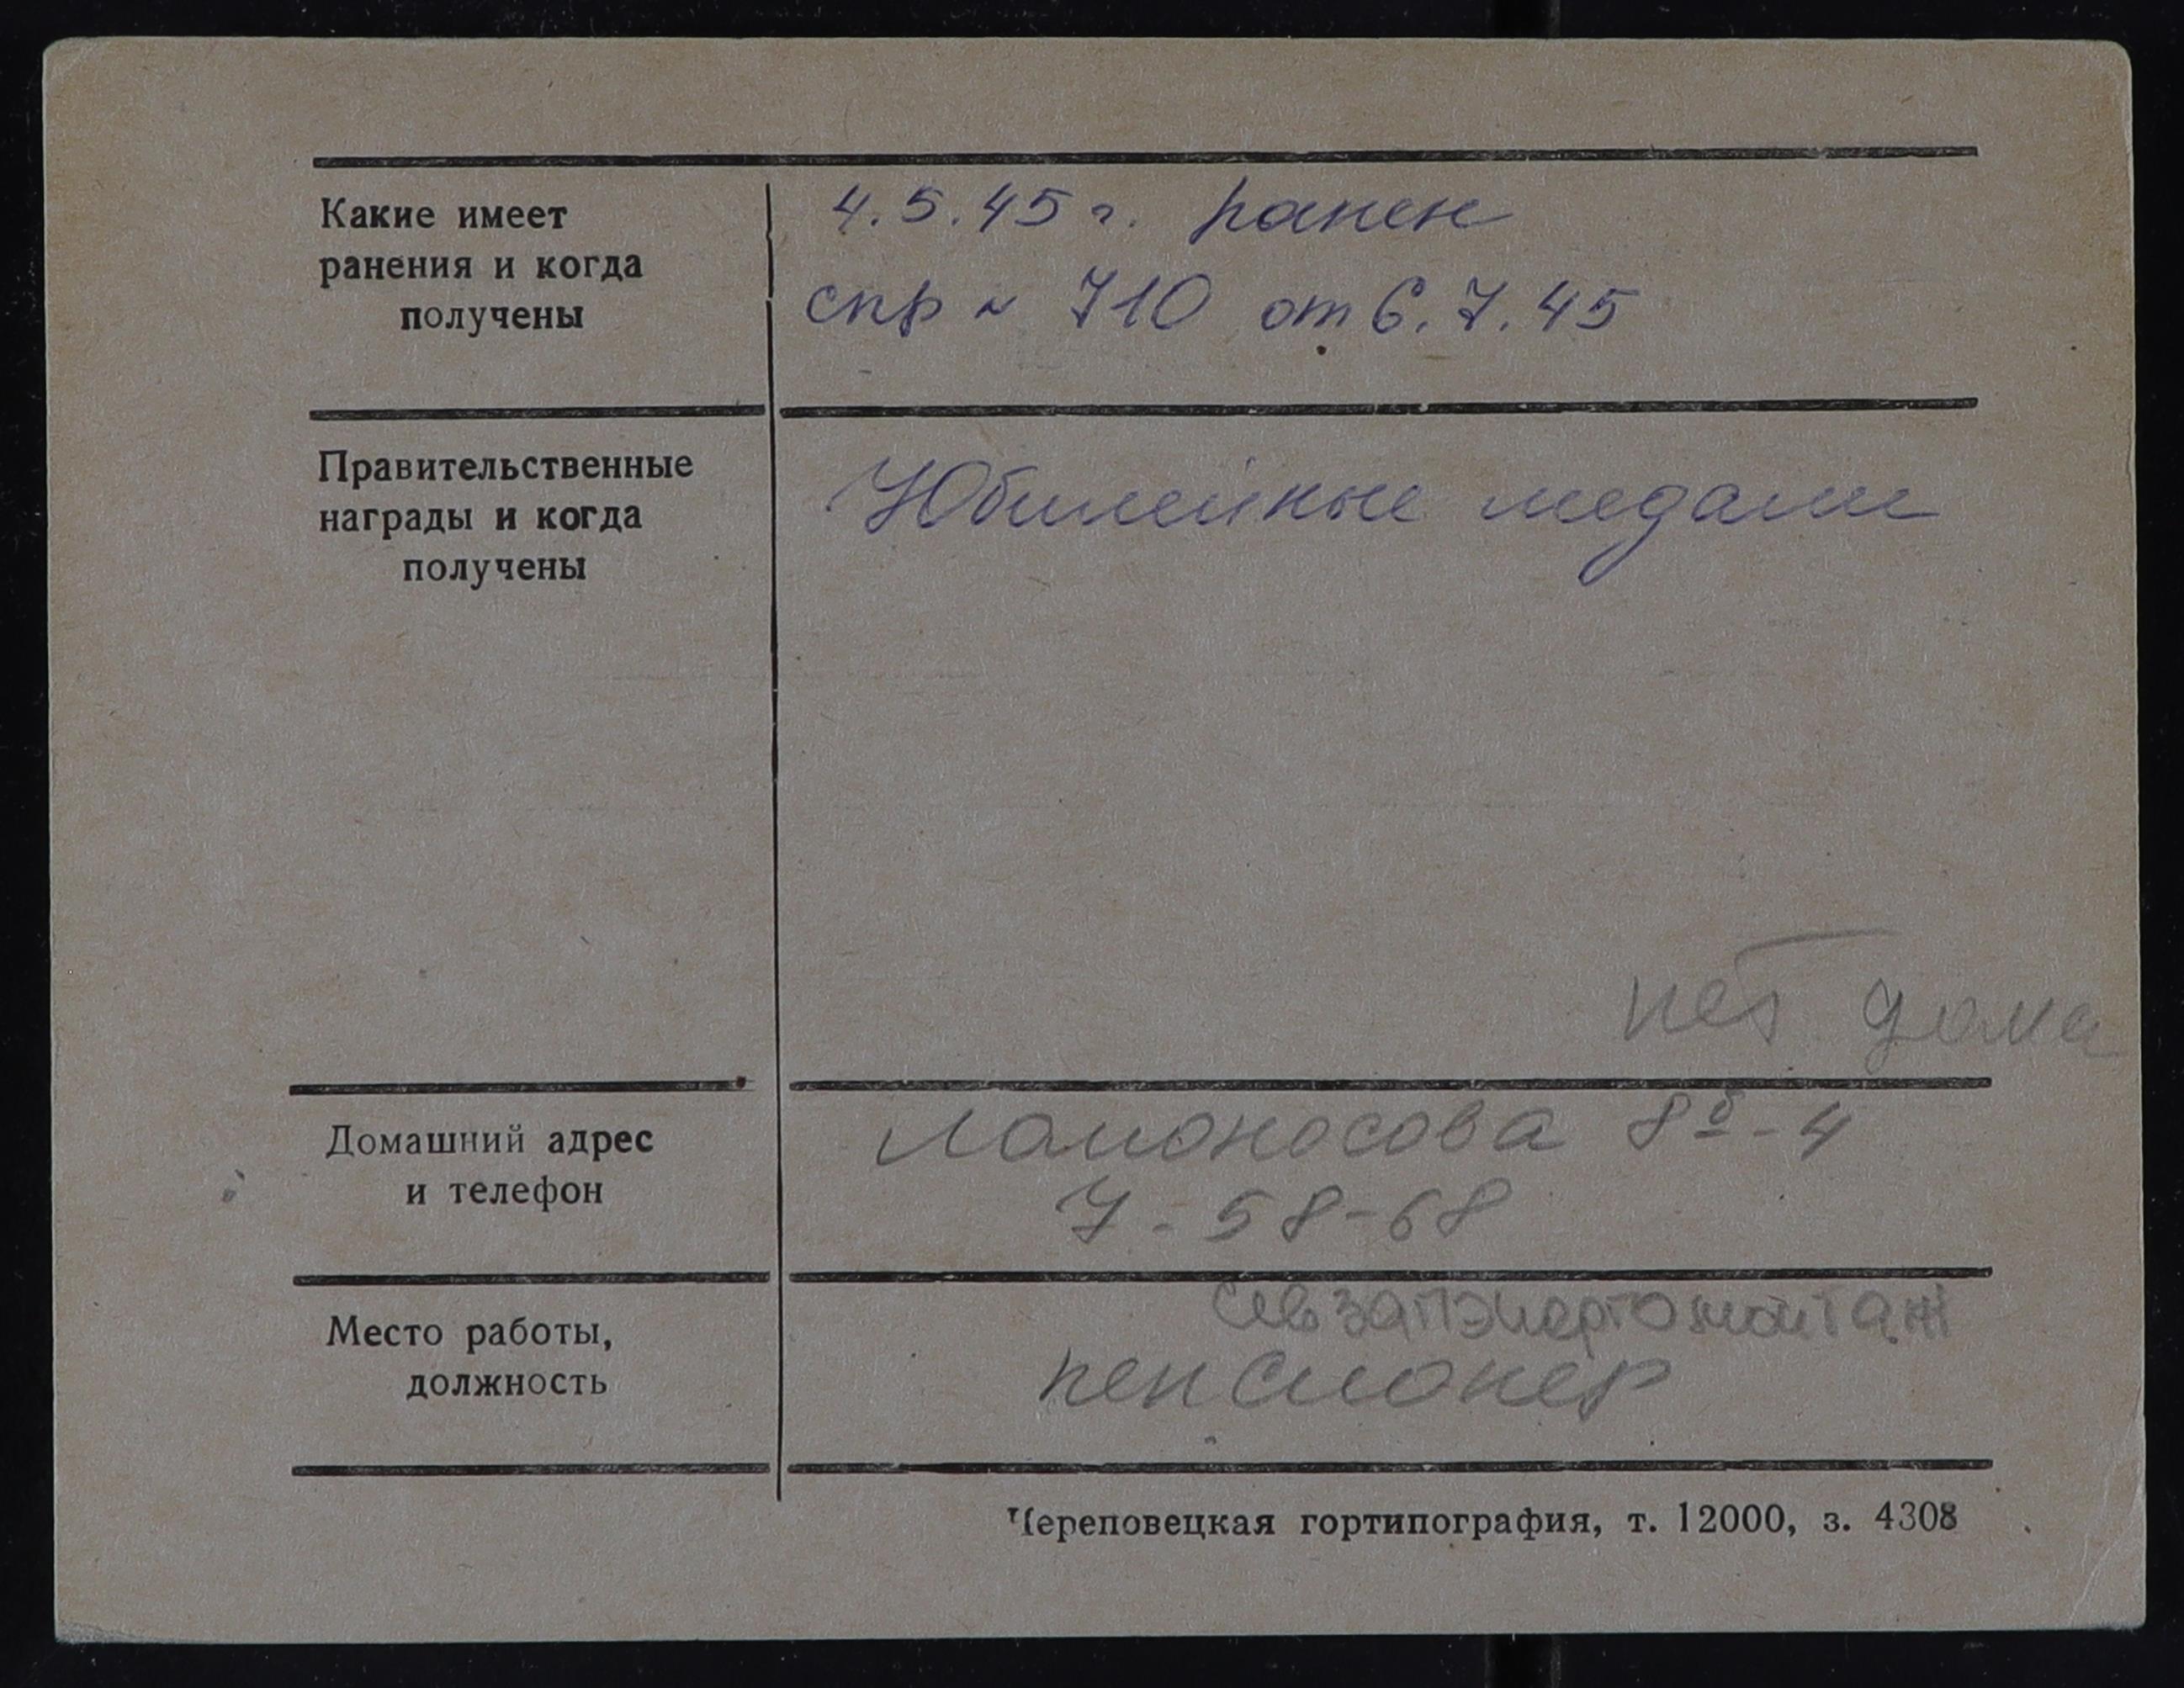 Какие имеет
ранения и когда
получены
4.5.45 г. ранен
спр № 710 от 6.7.45
Правительственные
награды и когда
получены
Юбилейные медали
нет дома
Домашний адрес
и телефон
Ломоносова 8б-4
7-58-68
Место работы,
должность
Севзапэнергомонтаж
пенсионер
Череповецкая гортипография, т. 12000, з. 4308